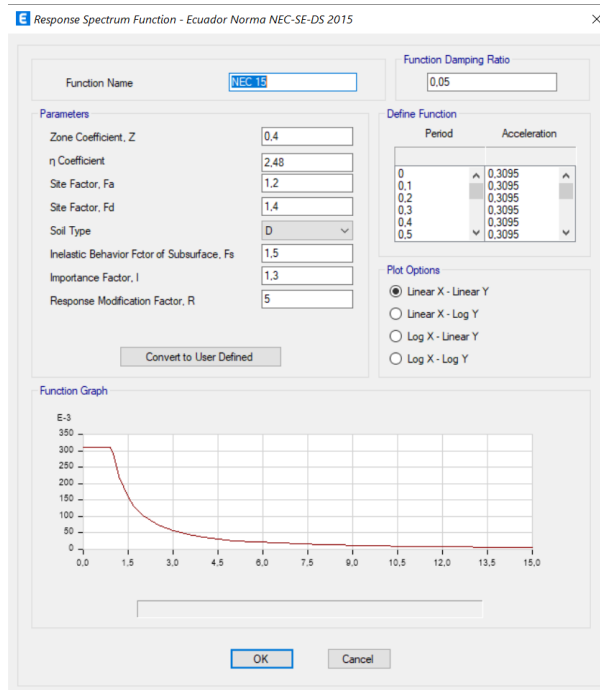 E Response Spectrum Function - Ecuador Norma NEC-SE-DS 2015
Function Name NEC 15
Function Damping Ratio
0,05
Parameters
Zone Coefficient, Z 0,4
η Coefficient 2,48
Site Factor, Fa 1,2
Site Factor, Fd 1,4
Soil Type D
Inelastic Behavior Fctor of Subsurface, Fs 1,5
Importance Factor, I 1,3
Response Modification Factor, R 5
Convert to User Defined
Define Function
Period Acceleration
0 0,3095
0,1 0,3095
0,2 0,3095
0,3 0,3095
0,4 0,3095
0,5 0,3095
Plot Options
Linear X - Linear Y
Linear X - Log Y
Log X - Linear Y
Log X - Log Y
Function Graph
E-3
350
300
250
200
150
100
50
0
0,0 1,5 3,0 4,5 6,0 7,5 9,0 10,5 12,0 13,5 15,0
OK Cancel